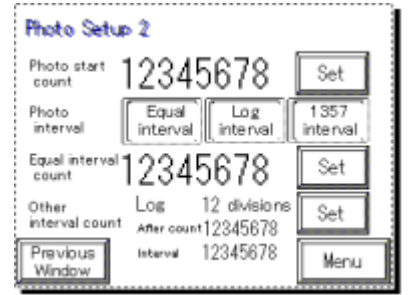 Photo Setup 2
Photo start count 12345678 Set
Photo interval Equal interval Log interval 1357 interval
Equal interval count 12345678 Set
Other interval count Log 12 divisions Set
After count 12345678
Interval 12345678
Previous Window Menu